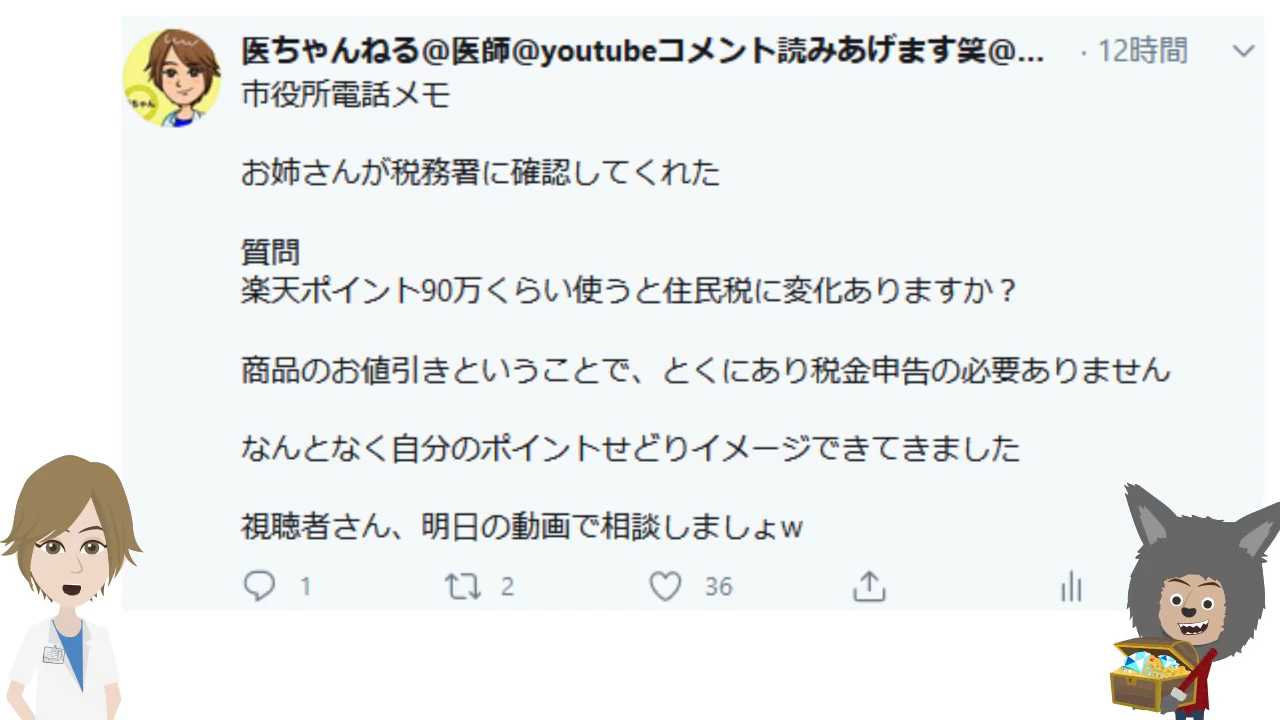 医ちゃんねる@医師@youtubeコメント読みあげます笑@... · 12時間
市役所電話メモ
お姉さんが税務署に確認してくれた
質問
楽天ポイント90万くらい使うと住民税に変化ありますか？
商品のお値引きということで、とくにあり税金申告の必要ありません
なんとなく自分のポイントせどりイメージできてきました
視聴者さん、明日の動画で相談しましょw
1 2 36